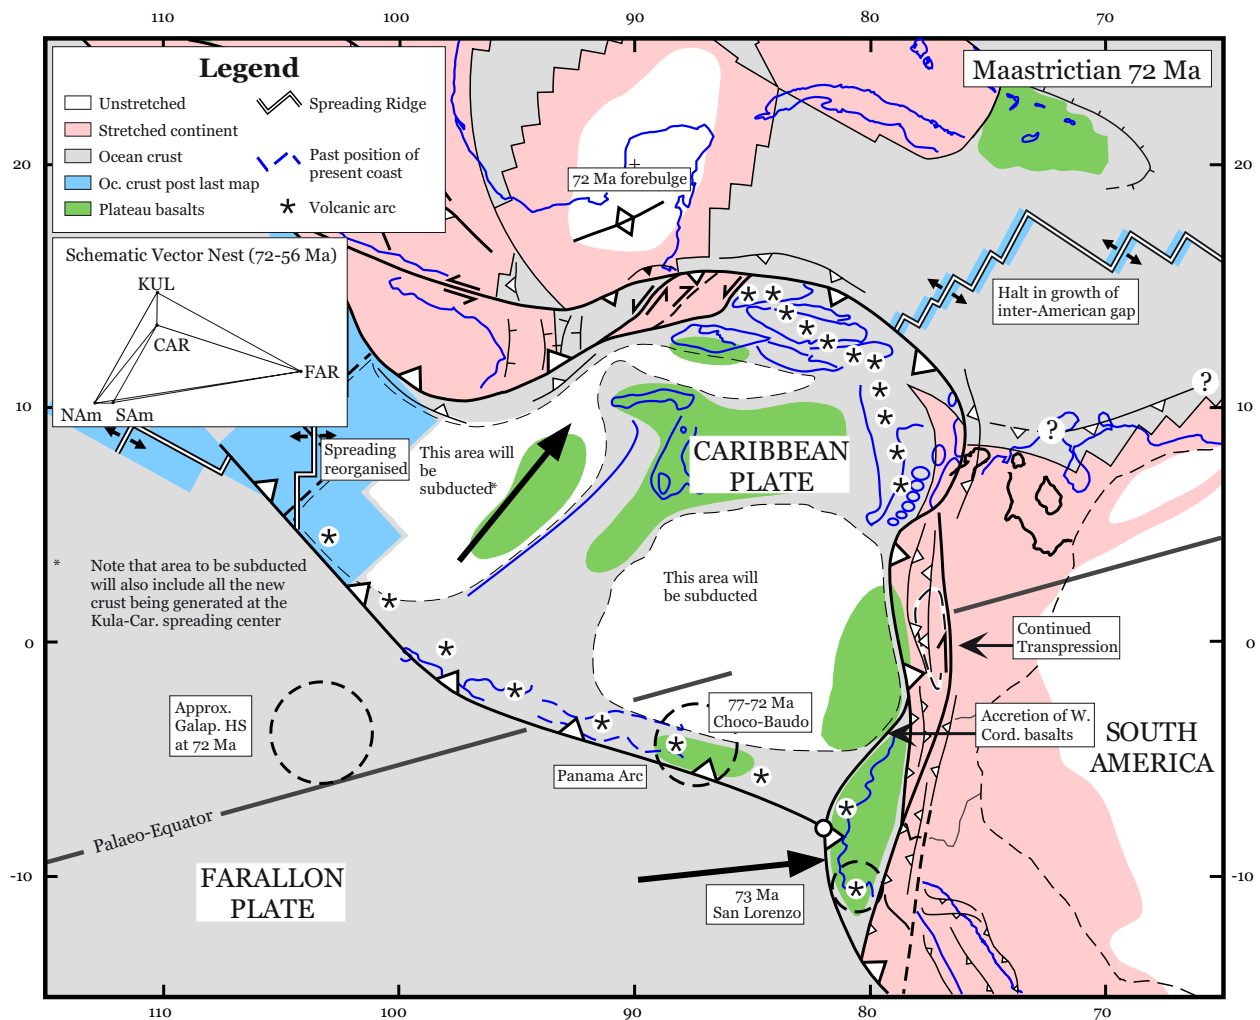 110
100
90
80
70
Legend
Unstretched
Stretched continent
Ocean crust
Oc. crust post last map
Plateau basalts
Spreading Ridge
Past position of
present coast
* Volcanic arc
Maastrictian 72 Ma
20
20
72 Ma forebulge
Schematic Vector Nest (72-56 Ma)
KUL
CAR
FAR
NAm
SAm
Halt in growth of
inter-American gap
10
10
?
?
Spreading
reorganised
This area will
be
subducted*
CARIBBEAN
PLATE
* Note that area to be subducted
will also include all the new
crust being generated at the
Kula-Car. spreading center
This area will
be subducted
0
0
Continued
Transpression
Approx.
Galap. HS
at 72 Ma
77-72 Ma
Choco-Baudo
Accretion of W.
Cord. basalts
SOUTH
AMERICA
Panama Arc
Palaeo-Equator
-10
-10
FARALLON
PLATE
73 Ma
San Lorenzo
110
100
90
80
70